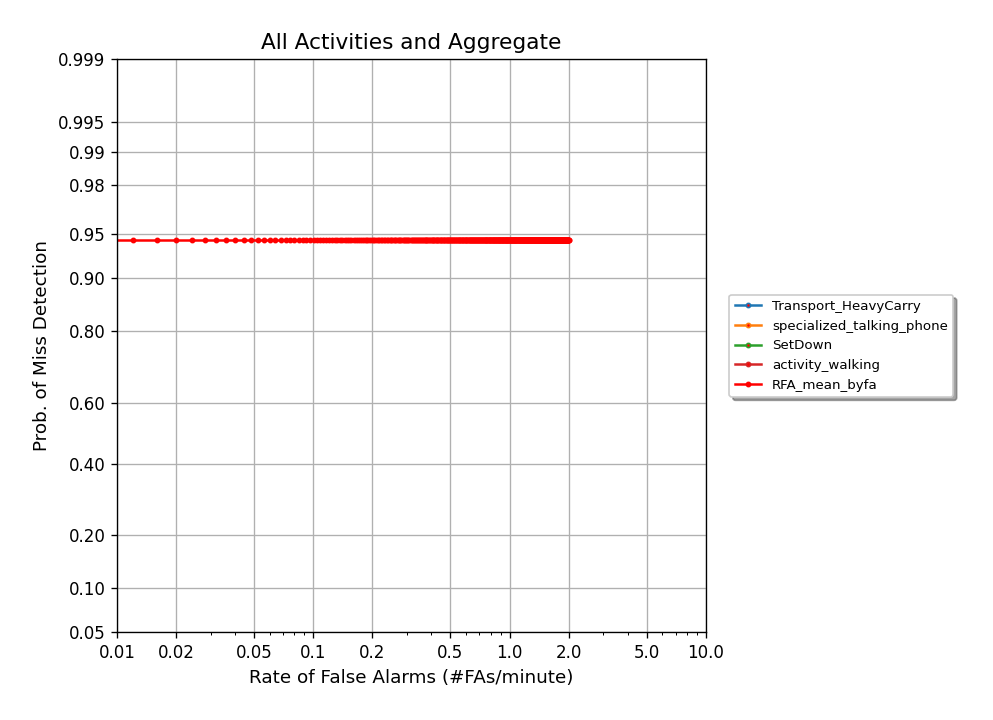 All Activities and Aggregate
0.999
0.995
0.99
0.98
0.95
0.90
0.80
0.60
0.40
0.20
0.10
0.05
Prob. of Miss Detection
0.01 0.02 0.05 0.1 0.2 0.5 1.0 2.0 5.0 10.0
Rate of False Alarms (#FAs/minute)
Transport_HeavyCarry
specialized_talking_phone
SetDown
activity_walking
RFA_mean_byfa